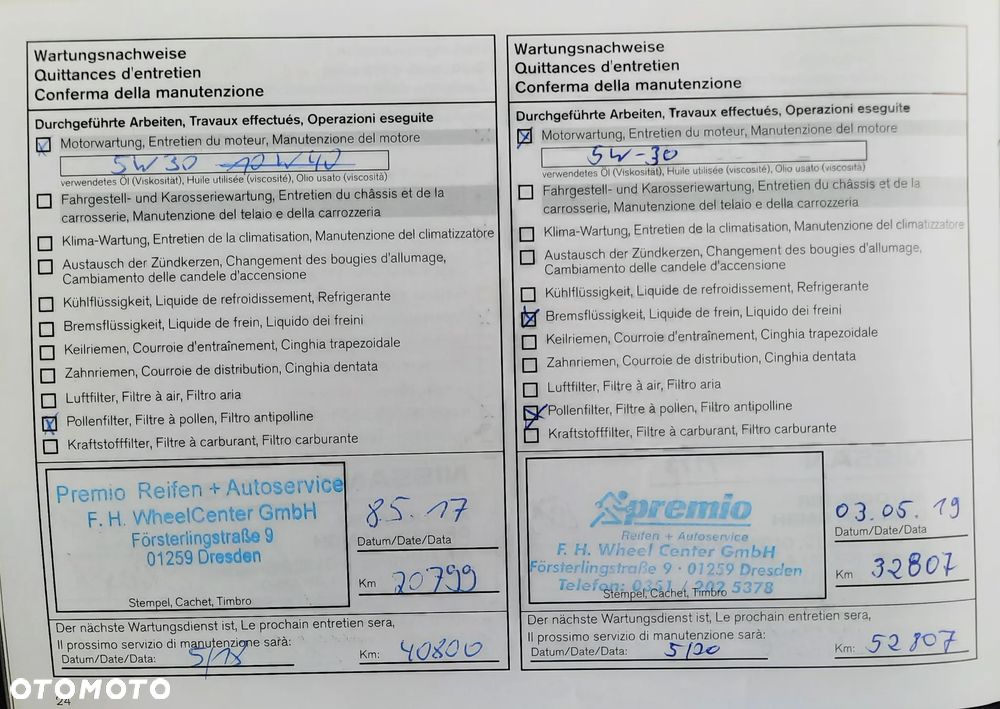 Wartungsnachweise
Quittances d'entretien
Conferma della manutenzione
Durchgeführte Arbeiten, Travaux effectués, Operazioni eseguite
Motorwartung, Entretien du moteur, Manutenzione del motore
5W30 10W40
verwendetes Öl (Viskosität), Huile utilisée (viscosité), Olio usato (viscosità)
Fahrgestell- und Karosseriewartung, Entretien du châssis et de la
carrosserie, Manutenzione del telaio e della carrozzeria
Klima-Wartung, Entretien de la climatisation, Manutenzione del climatizzatore
Austausch der Zündkerzen, Changement des bougies d'allumage,
Cambiamento delle candele d'accensione
Kühlflüssigkeit, Liquide de refroidissement, Refrigerante
Bremsflüssigkeit, Liquide de frein, Liquido dei freini
Keilriemen, Courroie d'entraînement, Cinghia trapezoidale
Zahnriemen, Courroie de distribution, Cinghia dentata
Luftfilter, Filtre à air, Filtro aria
Pollenfilter, Filtre à pollen, Filtro antipolline
Kraftstofffilter, Filtre à carburant, Filtro carburante
Premio Reifen + Autoservice
F. H. WheelCenter GmbH
Försterlingstraße 9
01259 Dresden
Stempel, Cachet, Timbro
8.5.17
Datum/Date/Data
Km 20799
Der nächste Wartungsdienst ist, Le prochain entretien sera,
Il prossimo servizio di manutenzione sarà:
Datum/Date/Data: 5/18
Km: 40800
Wartungsnachweise
Quittances d'entretien
Conferma della manutenzione
Durchgeführte Arbeiten, Travaux effectués, Operazioni eseguite
Motorwartung, Entretien du moteur, Manutenzione del motore
5W-30
verwendetes Öl (Viskosität), Huile utilisée (viscosité), Olio usato (viscosità)
Fahrgestell- und Karosseriewartung, Entretien du châssis et de la
carrosserie, Manutenzione del telaio e della carrozzeria
Klima-Wartung, Entretien de la climatisation, Manutenzione del climatizzatore
Austausch der Zündkerzen, Changement des bougies d'allumage,
Cambiamento delle candele d'accensione
Kühlflüssigkeit, Liquide de refroidissement, Refrigerante
Bremsflüssigkeit, Liquide de frein, Liquido dei freini
Keilriemen, Courroie d'entraînement, Cinghia trapezoidale
Zahnriemen, Courroie de distribution, Cinghia dentata
Luftfilter, Filtre à air, Filtro aria
Pollenfilter, Filtre à pollen, Filtro antipolline
Kraftstofffilter, Filtre à carburant, Filtro carburante
premio
Reifen + Autoservice
F. H. Wheel Center GmbH
Försterlingstraße 9 · 01259 Dresden
Telefon: 0351 / 202 5378
Stempel, Cachet, Timbro
03.05.19
Datum/Date/Data
Km 32807
Der nächste Wartungsdienst ist, Le prochain entretien sera,
Il prossimo servizio di manutenzione sarà:
Datum/Date/Data: 5/20
Km: 52807
OTOMOTO
24